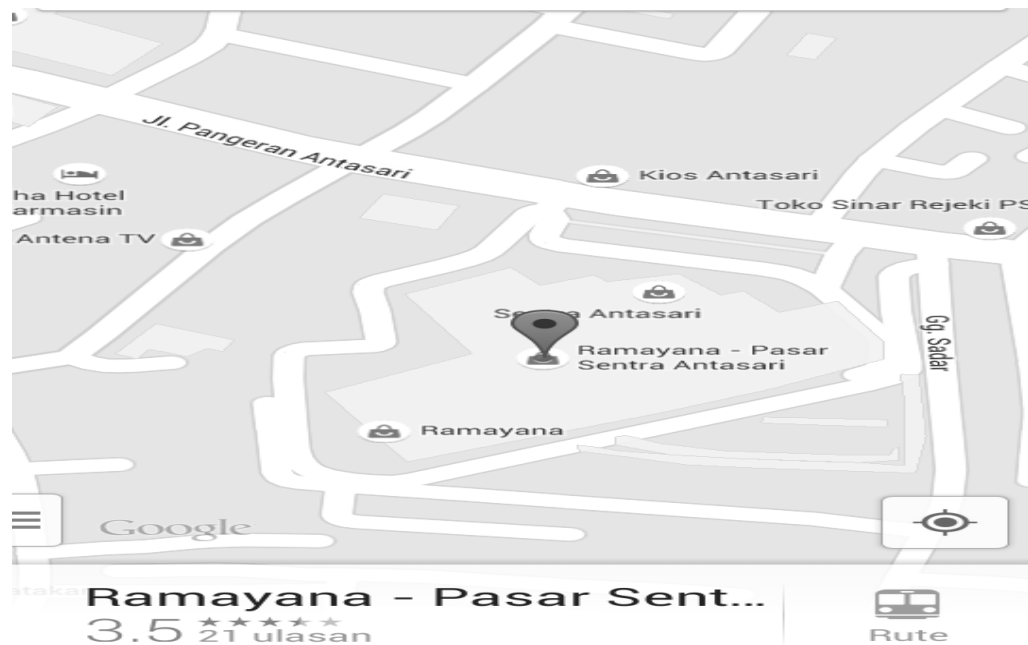 Jl. Pangeran Antasari
Kios Antasari
ha Hotel
armasin
Toko Sinar Rejeki PS
Antena TV
Antasari
Gg. Sadar
Ramayana - Pasar
Sentra Antasari
Ramayana
Google
Ramayana - Pasar Sent...
3.5
21 ulasan
Rute